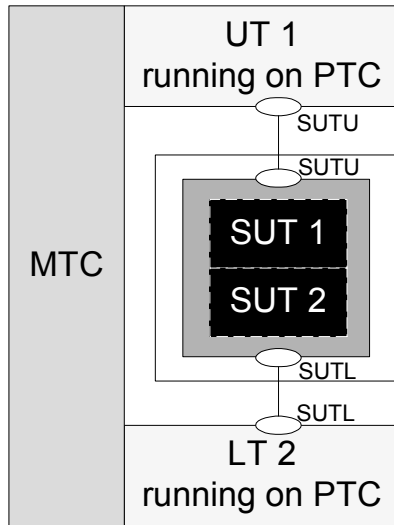 UT 1
running on PTC
SUTU
SUTU
SUT 1
MTC
SUT 2
SUTL
SUTL
LT 2
running on PTC